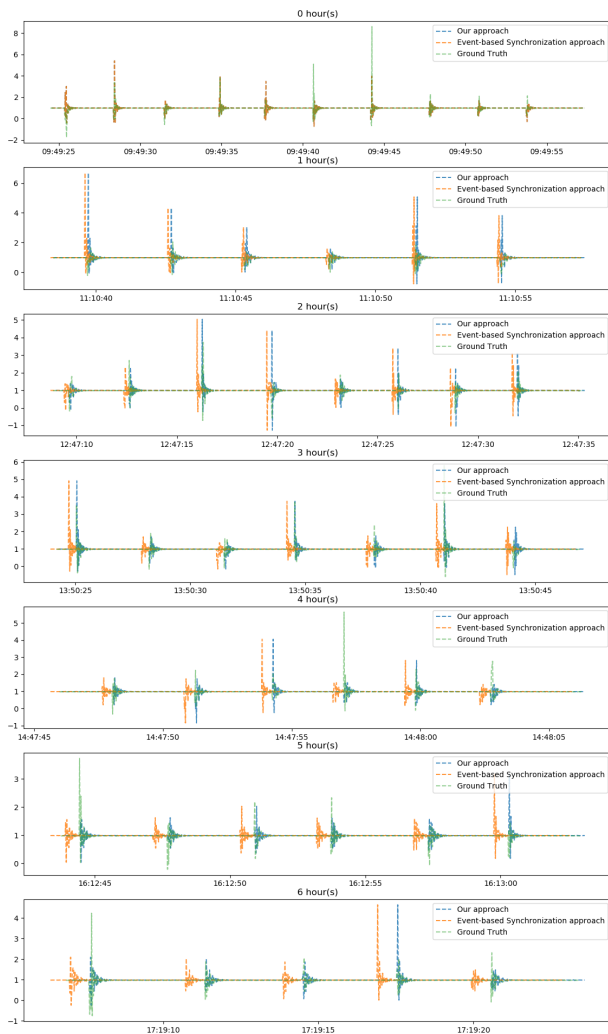 0 hour(s)
8
6
4
2
0
−2
Our approach
Event-based Synchronization approach
Ground Truth
09:49:25 09:49:30 09:49:35 09:49:40 09:49:45 09:49:50 09:49:55
1 hour(s)
6
4
2
0
Our approach
Event-based Synchronization approach
Ground Truth
11:10:40 11:10:45 11:10:50 11:10:55
2 hour(s)
5
4
3
2
1
0
−1
Our approach
Event-based Synchronization approach
Ground Truth
12:47:10 12:47:15 12:47:20 12:47:25 12:47:30 12:47:35
3 hour(s)
6
5
4
3
2
1
0
Our approach
Event-based Synchronization approach
Ground Truth
13:50:25 13:50:30 13:50:35 13:50:40 13:50:45
4 hour(s)
5
4
3
2
1
0
−1
Our approach
Event-based Synchronization approach
Ground Truth
14:47:45 14:47:50 14:47:55 14:48:00 14:48:05
5 hour(s)
3
2
1
0
Our approach
Event-based Synchronization approach
Ground Truth
16:12:45 16:12:50 16:12:55 16:13:00
6 hour(s)
4
3
2
1
0
−1
Our approach
Event-based Synchronization approach
Ground Truth
17:19:10 17:19:15 17:19:20